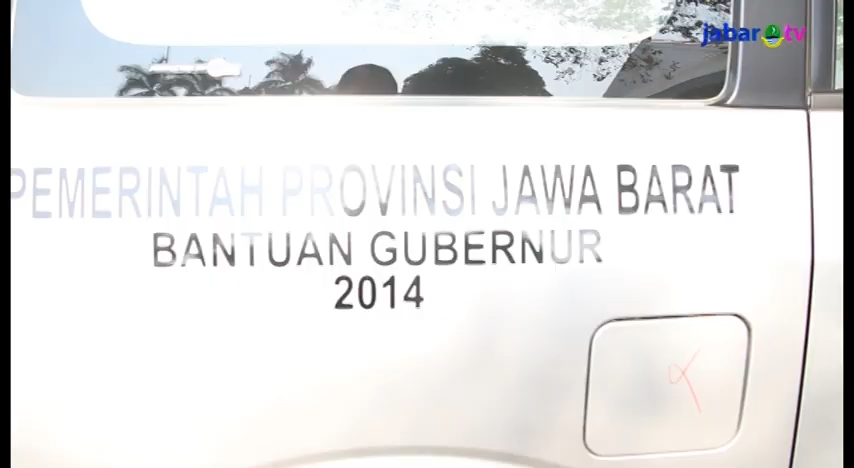 jabar tv
PEMERINTAH PROVINSI JAWA BARAT
BANTUAN GUBERNUR
2014